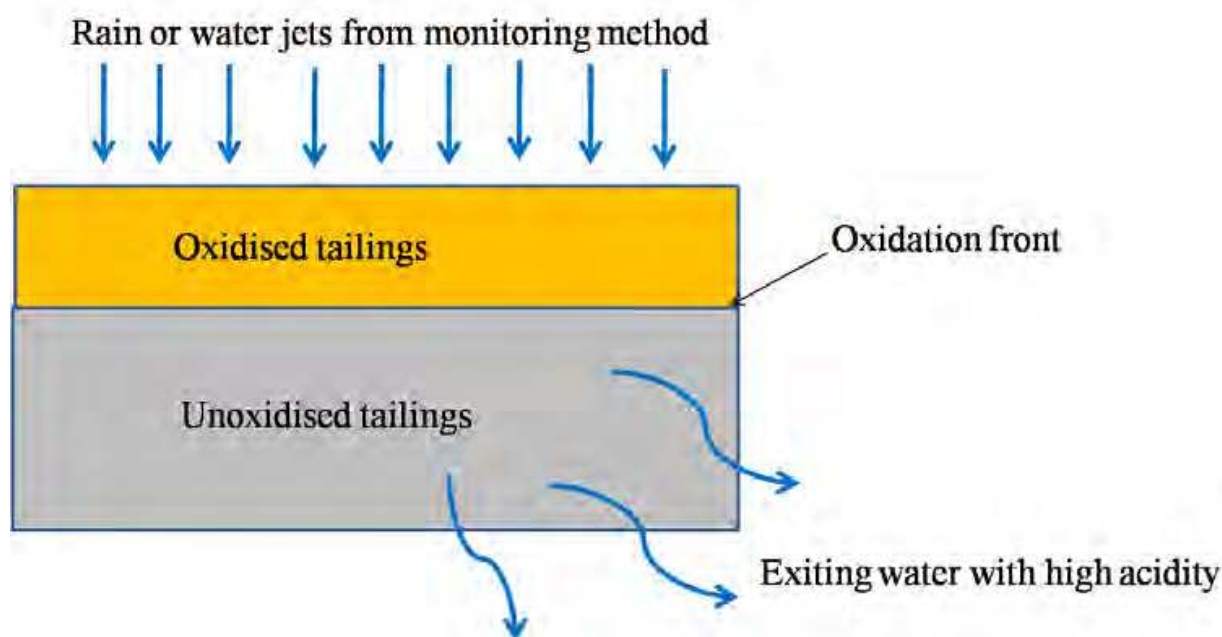 Rain or water jets from monitoring method
Oxidised tailings
Oxidation front
Unoxidised tailings
Exiting water with high acidity